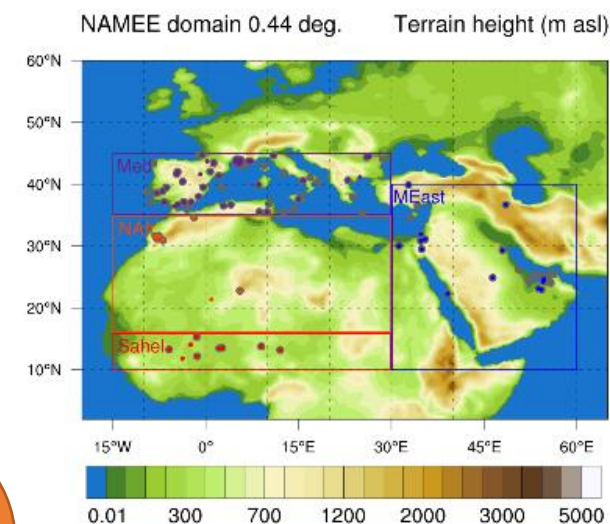 NAMEE domain 0.44 deg. Terrain height (m asl)
60°N
50°N
Med
40°N
MEast
NAf
30°N
20°N
Sahel
10°N
15°W 0° 15°E 30°E 45°E 60°E
0.01 300 700 1200 2000 3000 5000